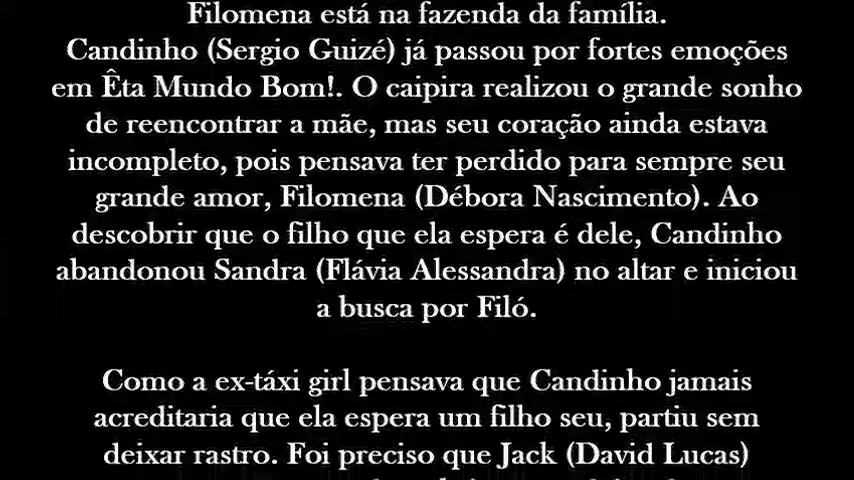 Filomena está na fazenda da família.
Candinho (Sergio Guizé) já passou por fortes emoções
em Êta Mundo Bom!. O caipira realizou o grande sonho
de reencontrar a mãe, mas seu coração ainda estava
incompleto, pois pensava ter perdido para sempre seu
grande amor, Filomena (Débora Nascimento). Ao
descobrir que o filho que ela espera é dele, Candinho
abandonou Sandra (Flávia Alessandra) no altar e iniciou
a busca por Filó.
Como a ex-táxi girl pensava que Candinho jamais
acreditaria que ela espera um filho seu, partiu sem
deixar rastro. Foi preciso que Jack (David Lucas)